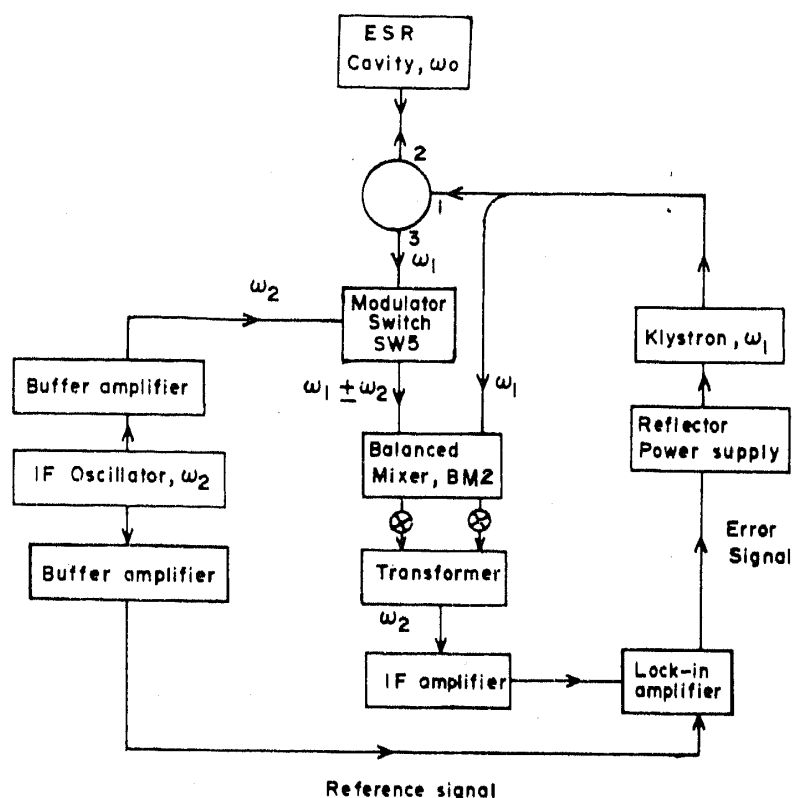 ESR
Cavity, ωo
2
1
3
ω1
ω2
Modulator
Switch
SW5
Klystron, ω1
Buffer amplifier
ω1 ± ω2
ω1
Reflector
Power supply
IF Oscillator, ω2
Balanced
Mixer, BM2
Error
Signal
Buffer amplifier
Transformer
ω2
IF amplifier
Lock-in
amplifier
Reference signal